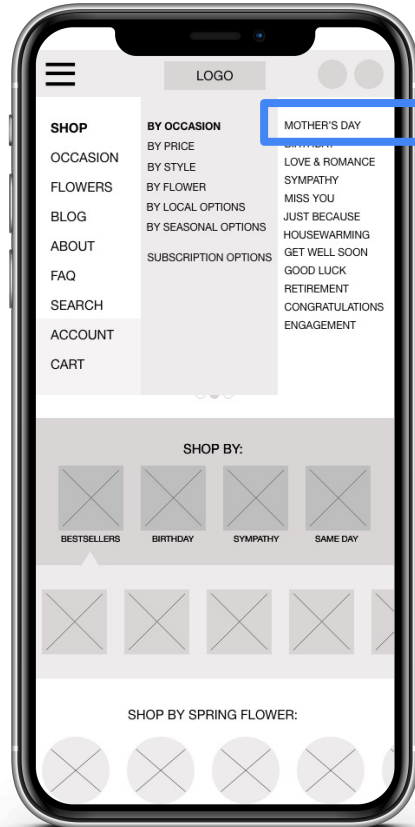 LOGO
SHOP
OCCASION
FLOWERS
BLOG
ABOUT
FAQ
SEARCH
ACCOUNT
CART
BY OCCASION
BY PRICE
BY STYLE
BY FLOWER
BY LOCAL OPTIONS
BY SEASONAL OPTIONS
SUBSCRIPTION OPTIONS
MOTHER'S DAY
BIRTHDAY
LOVE & ROMANCE
SYMPATHY
MISS YOU
JUST BECAUSE
HOUSEWARMING
GET WELL SOON
GOOD LUCK
RETIREMENT
CONGRATULATIONS
ENGAGEMENT
SHOP BY:
BESTSELLERS
BIRTHDAY
SYMPATHY
SAME DAY
SHOP BY SPRING FLOWER: